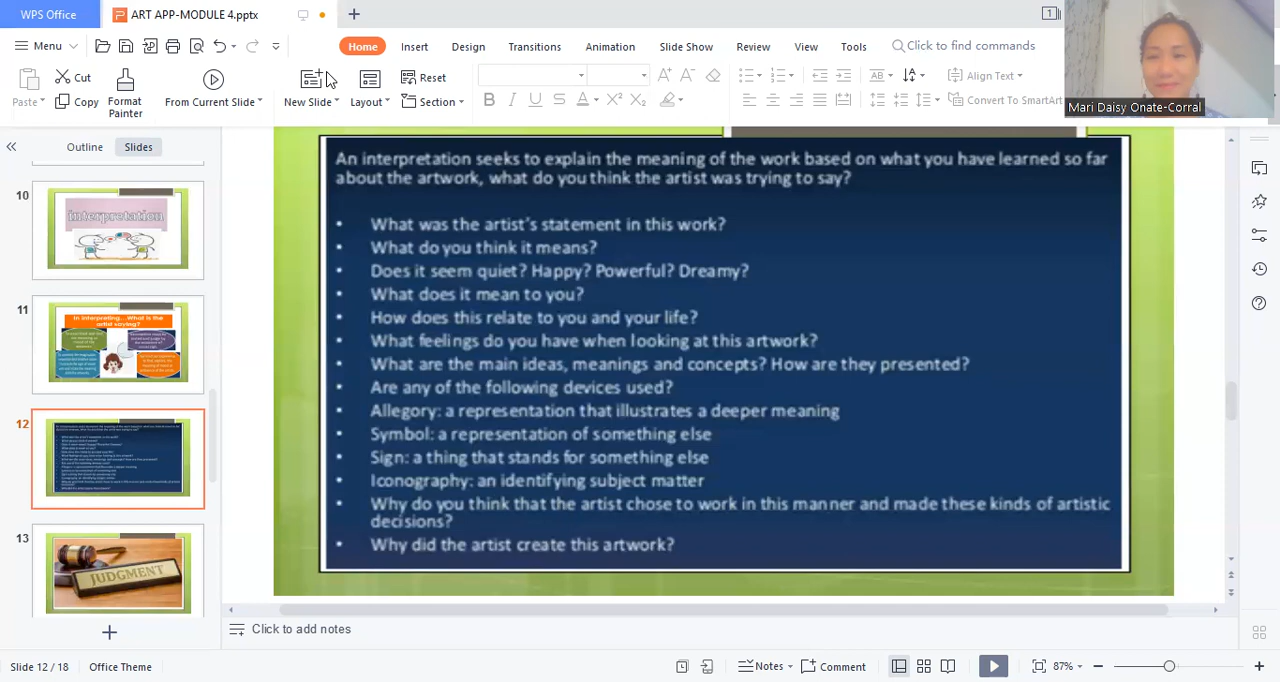 WPS Office
ART APP-MODULE 4.pptx
1
Menu
Home
Insert
Design
Transitions
Animation
Slide Show
Review
View
Tools
Click to find commands
Paste
Cut
Copy
Format Painter
From Current Slide
New Slide
Layout
Reset
Section
B I U S A X² X₂
AB
Align Text
Convert To SmartArt
Mari Daisy Onate-Corral
Outline
Slides
10
interpretation
11
In interpreting... What is the artist saying?
12
13
JUDGMENT
An interpretation seeks to explain the meaning of the work based on what you have learned so far
about the artwork, what do you think the artist was trying to say?
• What was the artist's statement in this work?
• What do you think it means?
• Does it seem quiet? Happy? Powerful? Dreamy?
• What does it mean to you?
• How does this relate to you and your life?
• What feelings do you have when looking at this artwork?
• What are the main ideas, meanings and concepts? How are they presented?
• Are any of the following devices used?
• Allegory: a representation that illustrates a deeper meaning
• Symbol: a representation of something else
• Sign: a thing that stands for something else
• Iconography: an identifying subject matter
• Why do you think that the artist chose to work in this manner and made these kinds of artistic
decisions?
• Why did the artist create this artwork?
Click to add notes
Slide 12 / 18
Office Theme
Notes
Comment
87%